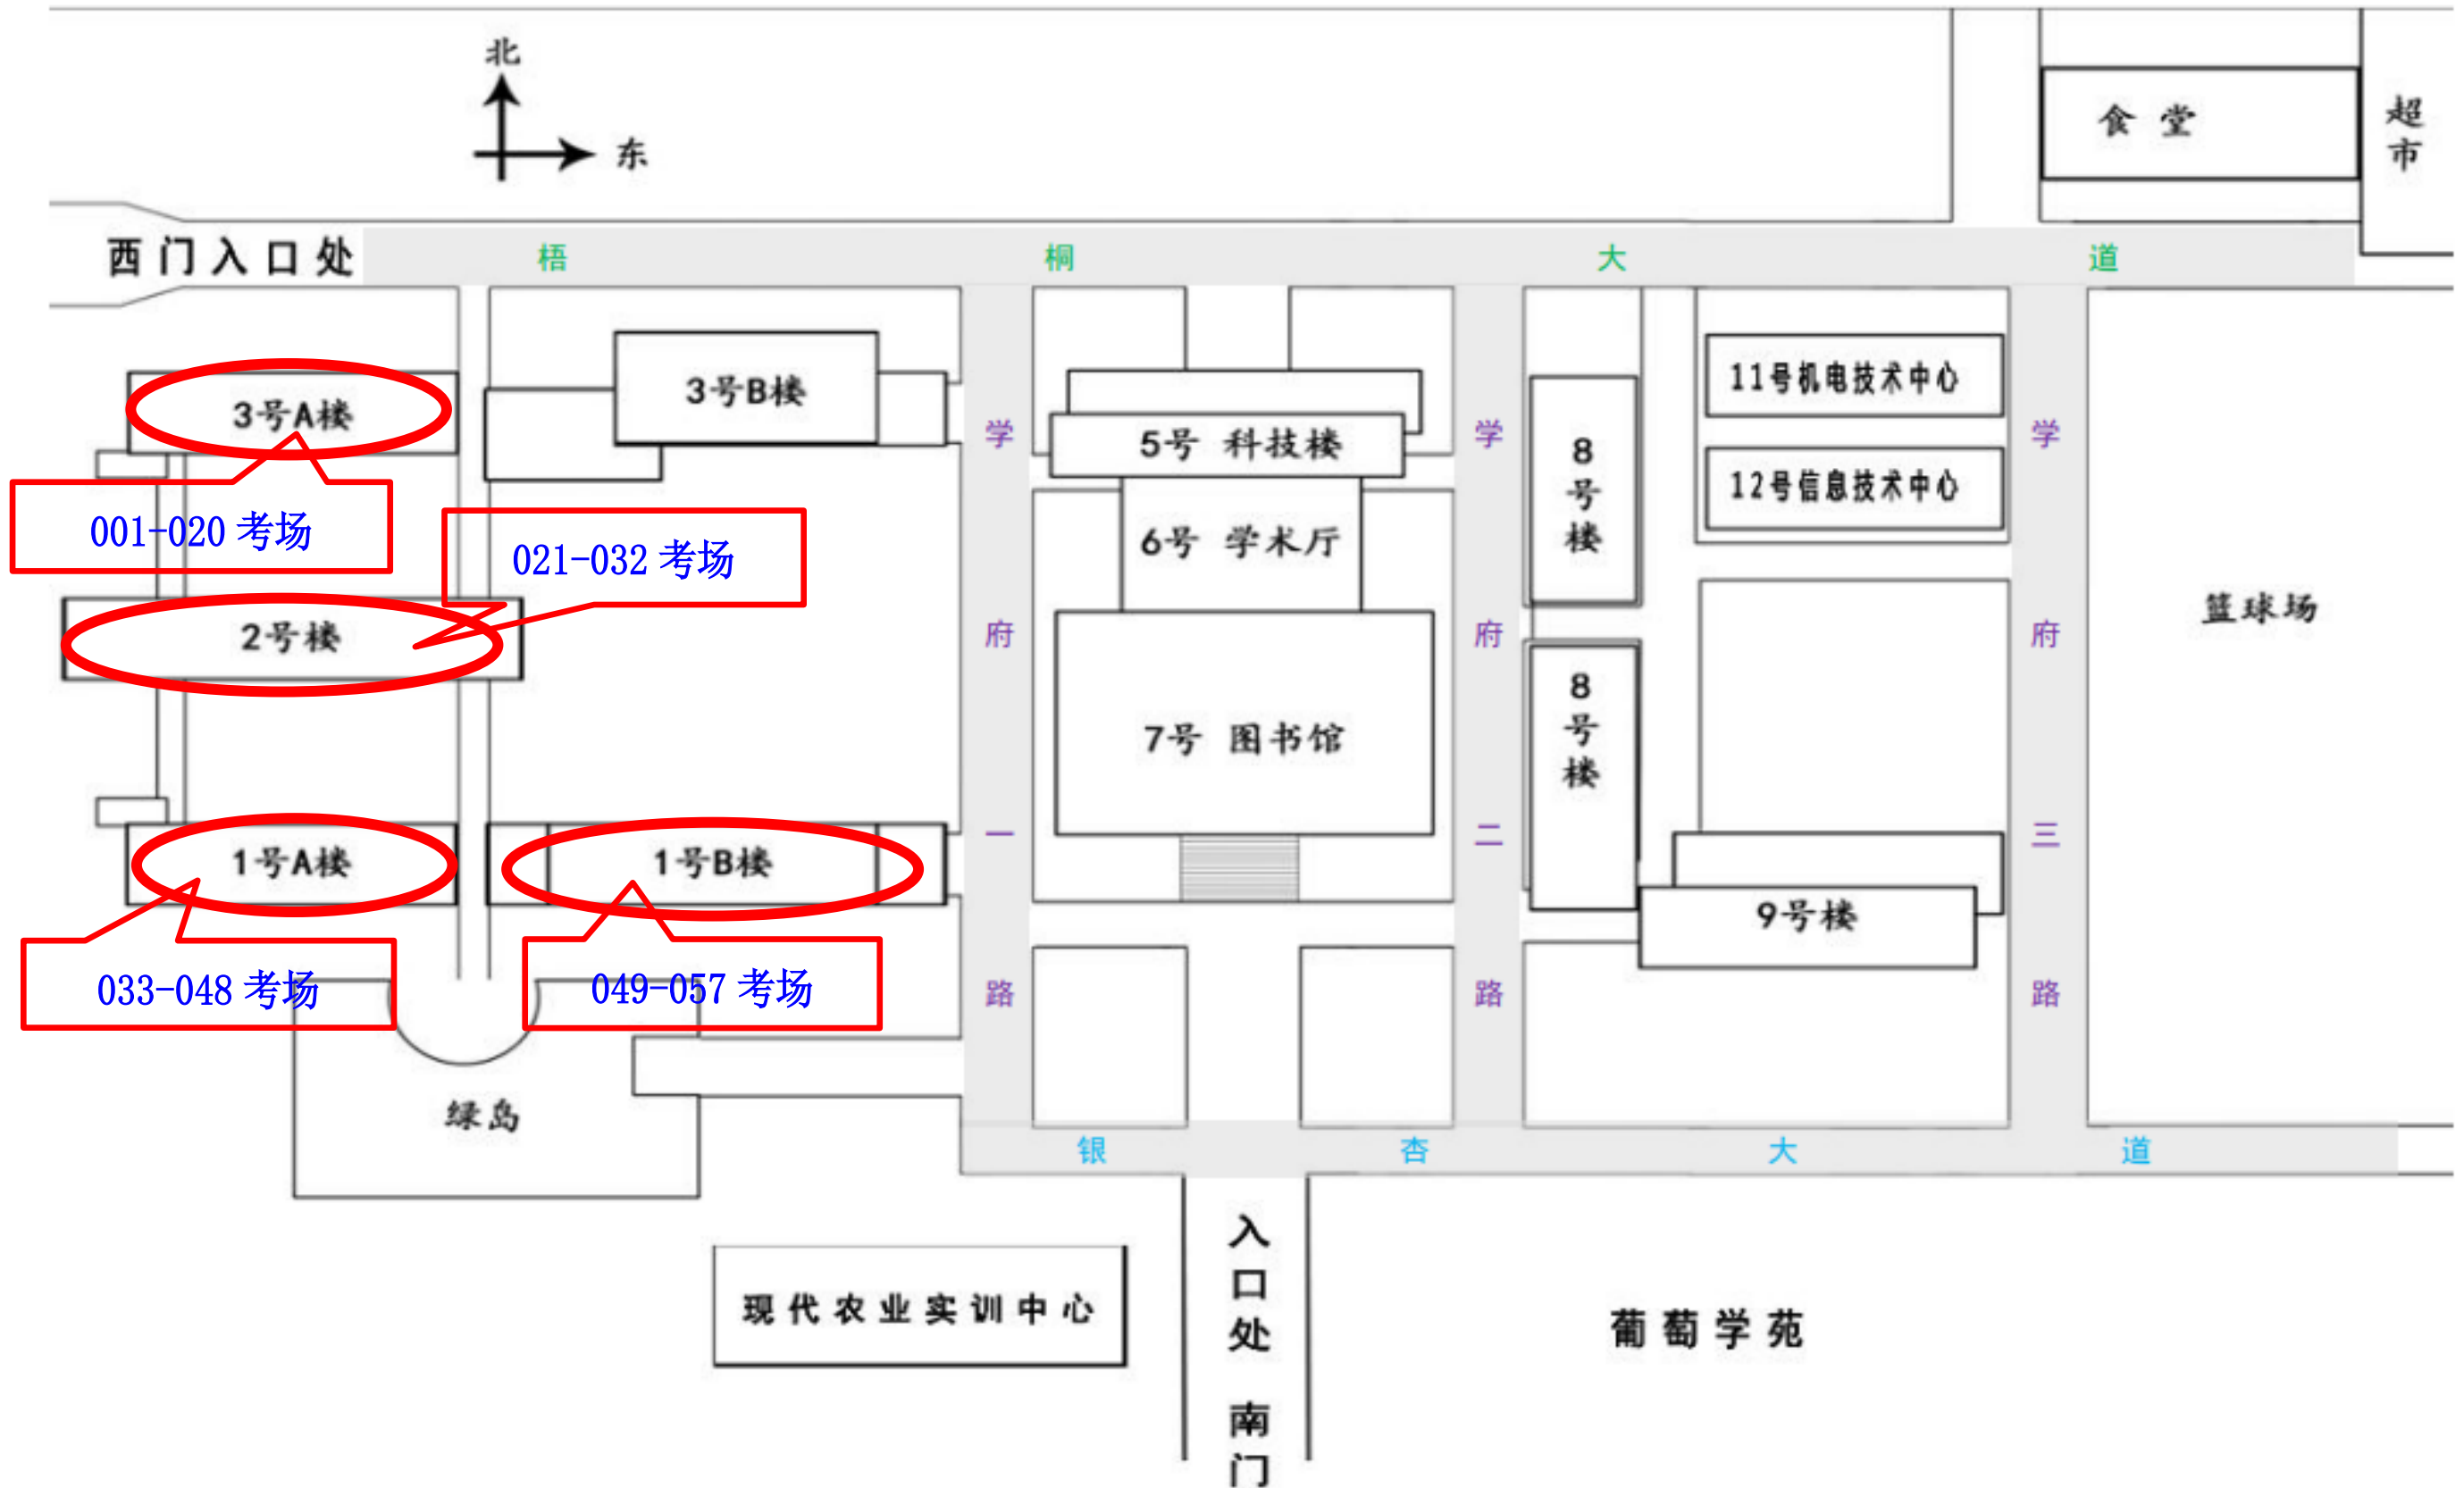 北
东
食 堂
超市
西门入口处
梧桐大道
3号A楼
3号B楼
001-020 考场
021-032 考场
2号楼
1号A楼
1号B楼
033-048 考场
049-057 考场
绿岛
学府一路
5号 科技楼
6号 学术厅
7号 图书馆
学府二路
8号楼
8号楼
11号机电技术中心
12号信息技术中心
9号楼
学府三路
篮球场
银杏大道
现代农业实训中心
入口处 南门
葡萄学苑